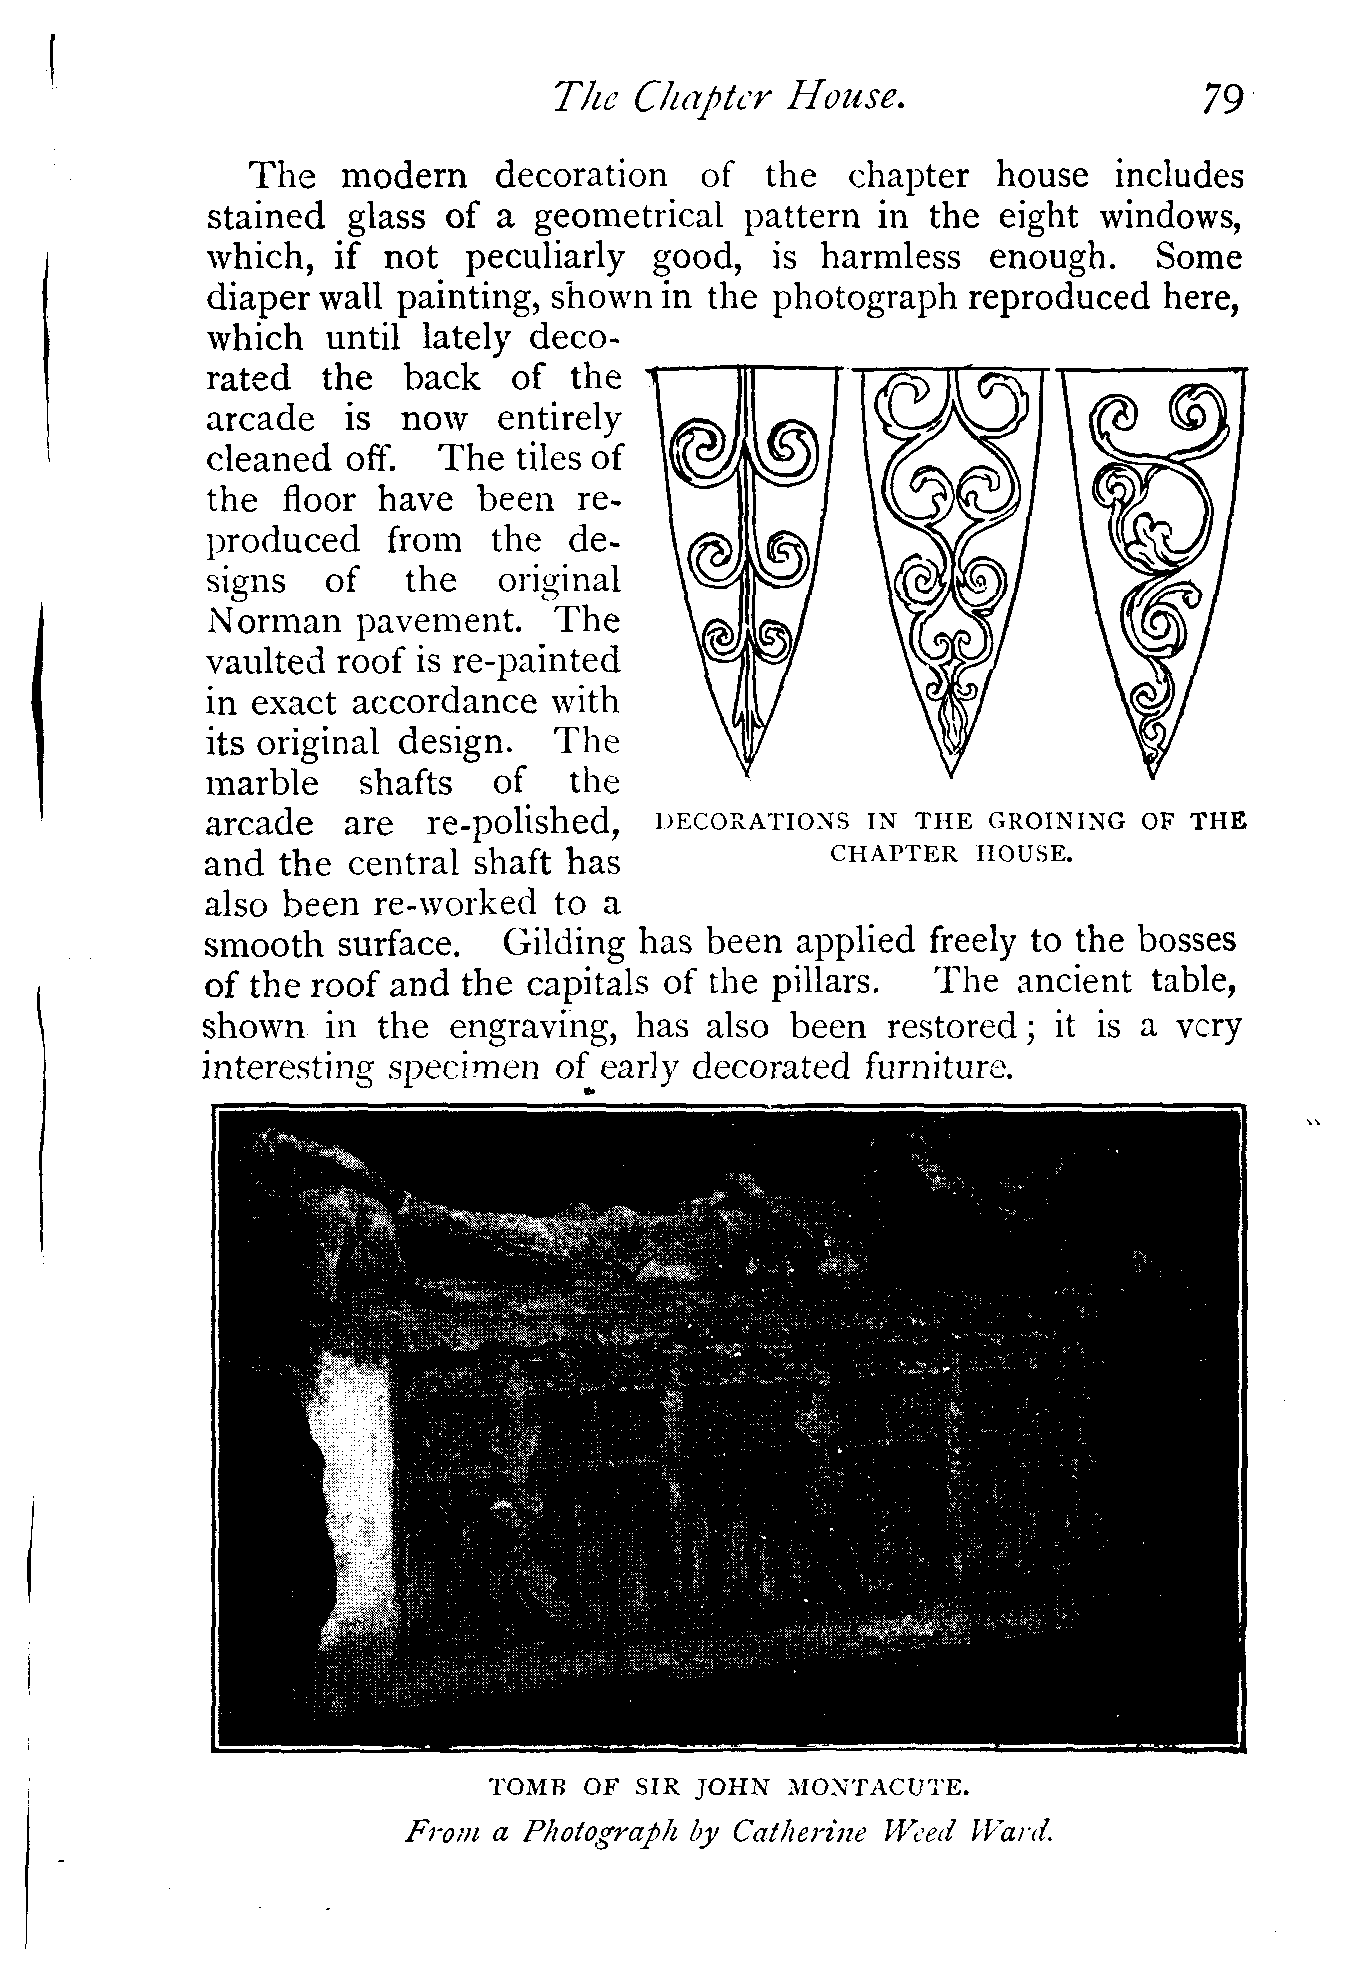 The Chapter House. 79
The modern decoration of the chapter house includes
stained glass of a geometrical pattern in the eight windows,
which, if not peculiarly good, is harmless enough. Some
diaper wall painting, shown in the photograph reproduced here,
which until lately deco-
rated the back of the
arcade is now entirely
cleaned off. The tiles of
the floor have been re-
produced from the de-
signs of the original
Norman pavement. The
vaulted roof is re-painted
in exact accordance with
its original design. The
marble shafts of the
arcade are re-polished,
and the central shaft has
also been re-worked to a
smooth surface. Gilding has been applied freely to the bosses
of the roof and the capitals of the pillars. The ancient table,
shown in the engraving, has also been restored; it is a very
interesting specimen of early decorated furniture.
DECORATIONS IN THE GROINING OF THE
CHAPTER HOUSE.
TOMB OF SIR JOHN MONTACUTE.
From a Photograph by Catherine Weed Ward.